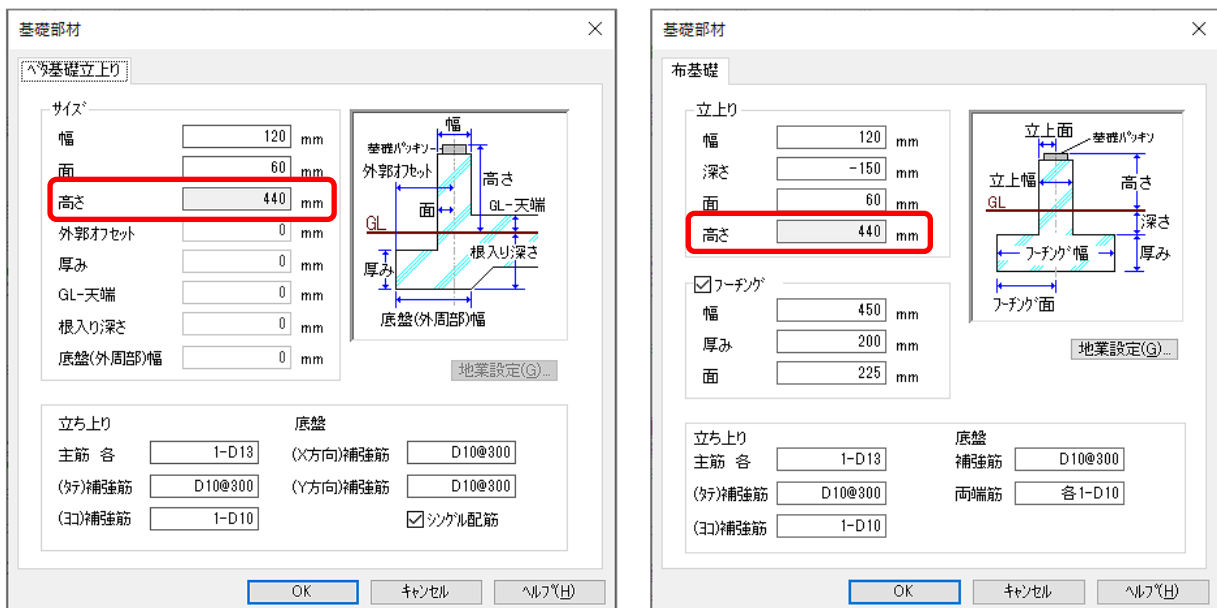 基礎部材
ベタ基礎立上り
サイズ
幅 120 mm
面 60 mm
高さ 440 mm
外郭オフセット 0 mm
厚み 0 mm
GL-天端 0 mm
根入り深さ 0 mm
底盤(外周部)幅 0 mm
幅
基礎パッキン
外郭オフセット
高さ
面
GL-天端
GL
根入り深さ
厚み
底盤(外周部)幅
地業設定(G)...
立ち上り
主筋 各 1-D13
(タテ)補強筋 D10@300
(ヨコ)補強筋 1-D10
底盤
(X方向)補強筋 D10@300
(Y方向)補強筋 D10@300
シングル配筋
OK
キャンセル
ヘルプ(H)
基礎部材
布基礎
立上り
幅 120 mm
深さ -150 mm
面 60 mm
高さ 440 mm
フーチング
幅 450 mm
厚み 200 mm
面 225 mm
立上面
基礎パッキン
立上幅
高さ
GL
深さ
フーチング幅
厚み
フーチング面
地業設定(G)...
立ち上り
主筋 各 1-D13
(タテ)補強筋 D10@300
(ヨコ)補強筋 1-D10
底盤
補強筋 D10@300
両端筋 各1-D10
OK
キャンセル
ヘルプ(H)